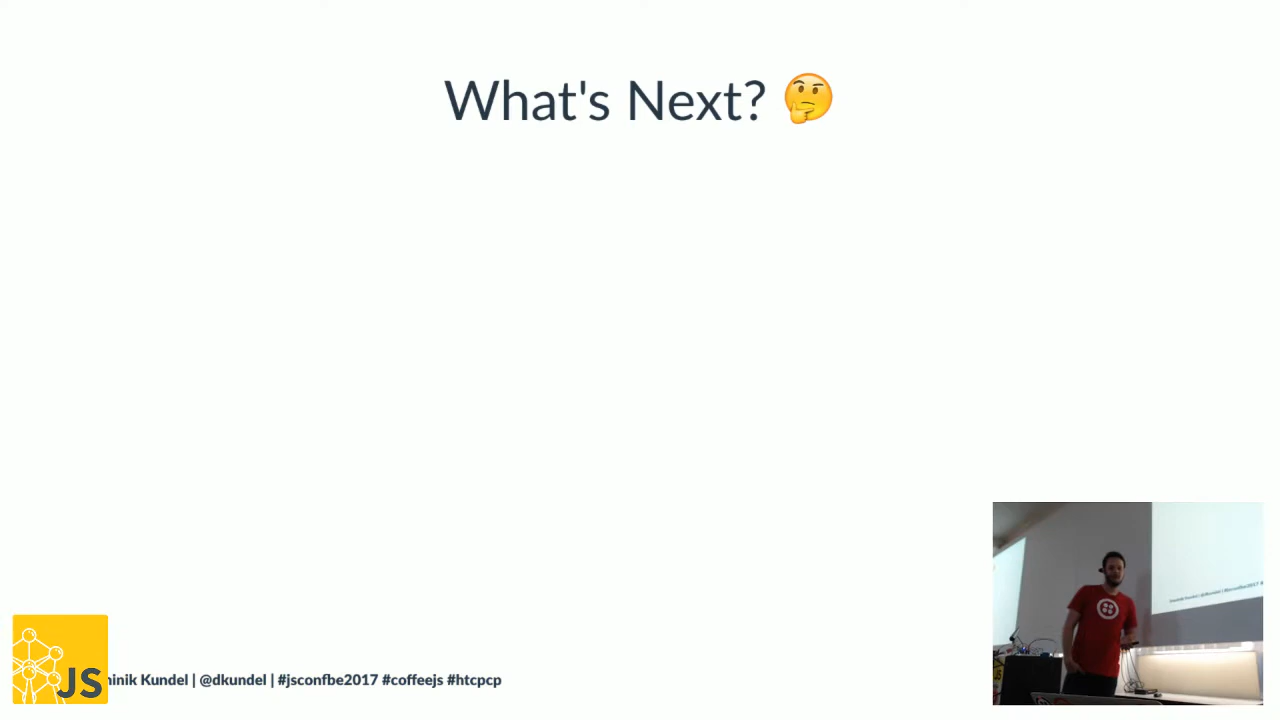 What's Next? 🤔
JS
inik Kundel | @dkundel | #jsconfbe2017 #coffeejs #htcpcp